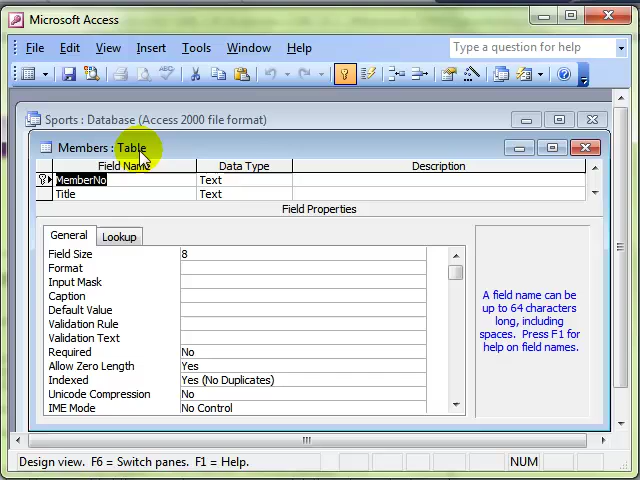 Microsoft Access
File Edit View Insert Tools Window Help Type a question for help
Sports : Database (Access 2000 file format)
Members : Table
Field Name Data Type Description
MemberNo Text
Title Text
Field Properties
General Lookup
Field Size 8
Format
Input Mask
Caption
Default Value
Validation Rule
Validation Text
Required No
Allow Zero Length Yes
Indexed Yes (No Duplicates)
Unicode Compression No
IME Mode No Control
A field name can be
up to 64 characters
long, including
spaces. Press F1 for
help on field names.
Design view. F6 = Switch panes. F1 = Help. NUM